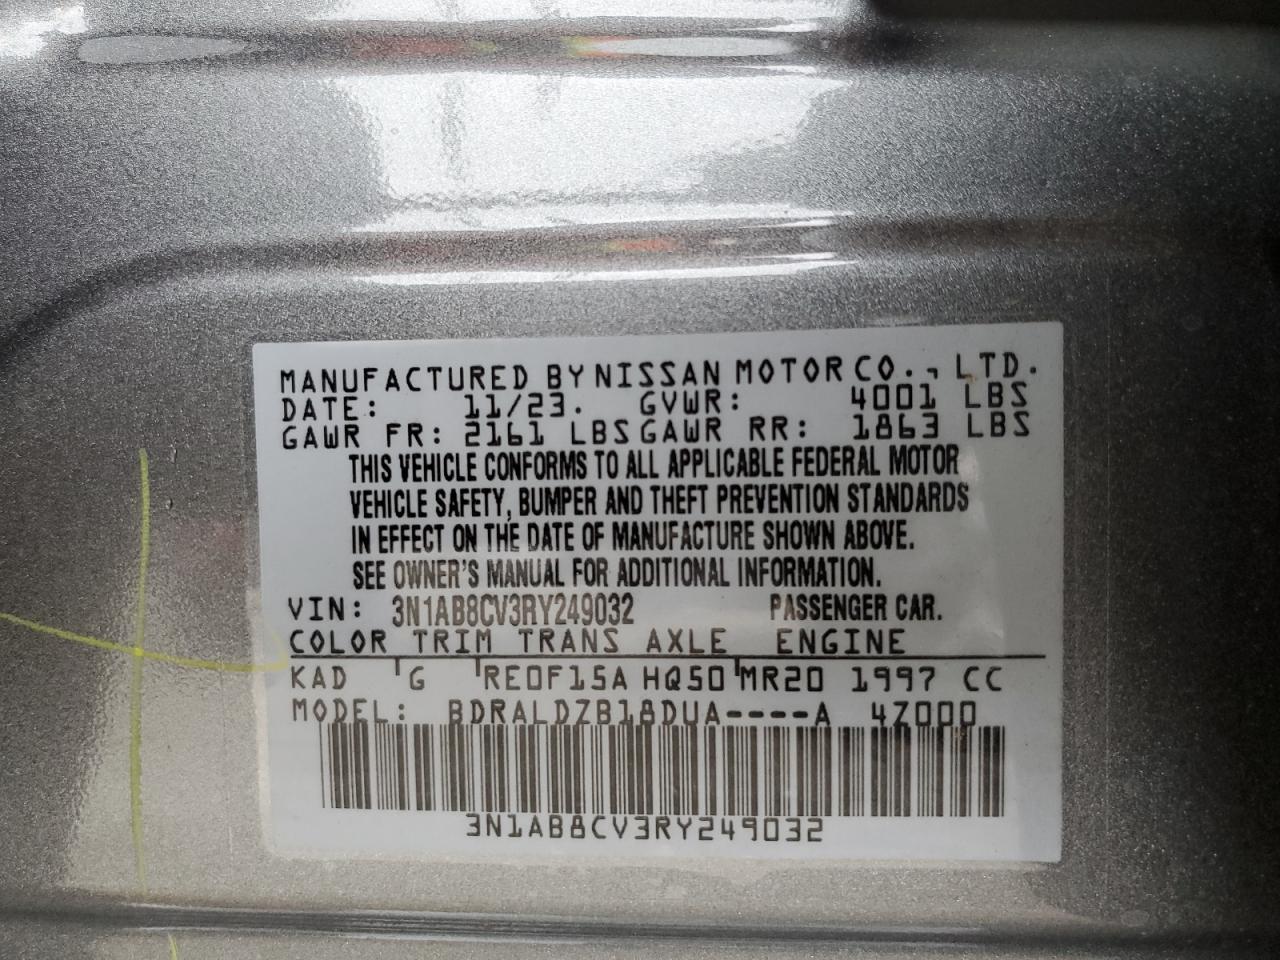 MANUFACTURED BY NISSAN MOTOR CO., LTD.
DATE: 11/23. GVWR: 4001 LBS
GAWR FR: 2161 LBS GAWR RR: 1863 LBS
THIS VEHICLE CONFORMS TO ALL APPLICABLE FEDERAL MOTOR
VEHICLE SAFETY, BUMPER AND THEFT PREVENTION STANDARDS
IN EFFECT ON THE DATE OF MANUFACTURE SHOWN ABOVE.
SEE OWNER'S MANUAL FOR ADDITIONAL INFORMATION.
VIN: 3N1AB8CV3RY249032 PASSENGER CAR.
COLOR TRIM TRANS AXLE ENGINE
KAD G RE0F15A HQ50 MR20 1997 CC
MODEL: BDRALDZB18DUA----A 4Z000
3N1AB8CV3RY249032